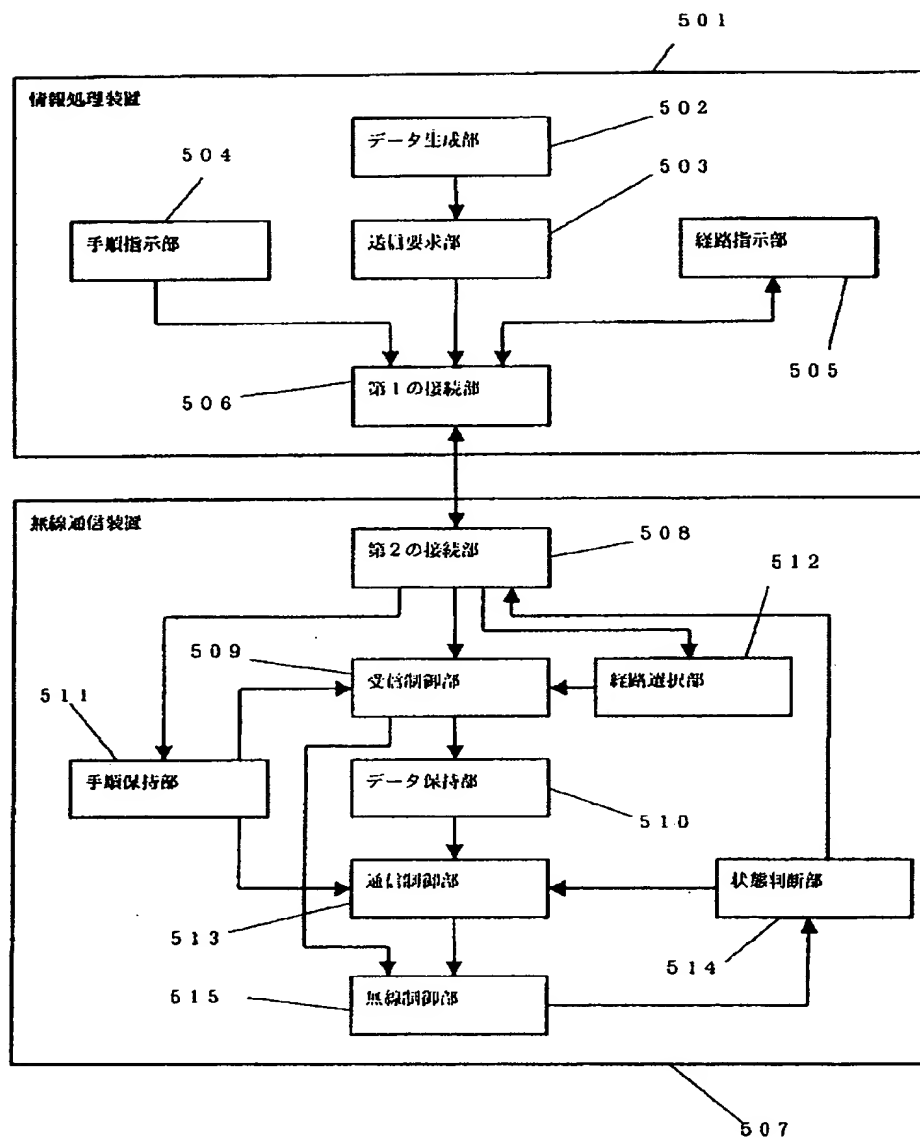 501
情報処理装置
502
データ生成部
504
503
手順指示部
送信要求部
経路指示部
505
506
第1の接続部
無線通信装置
第2の接続部
508
512
509
受信制御部
経路選択部
511
手順保持部
データ保持部
510
通信制御部
状態判断部
513
514
515
無線制御部
507